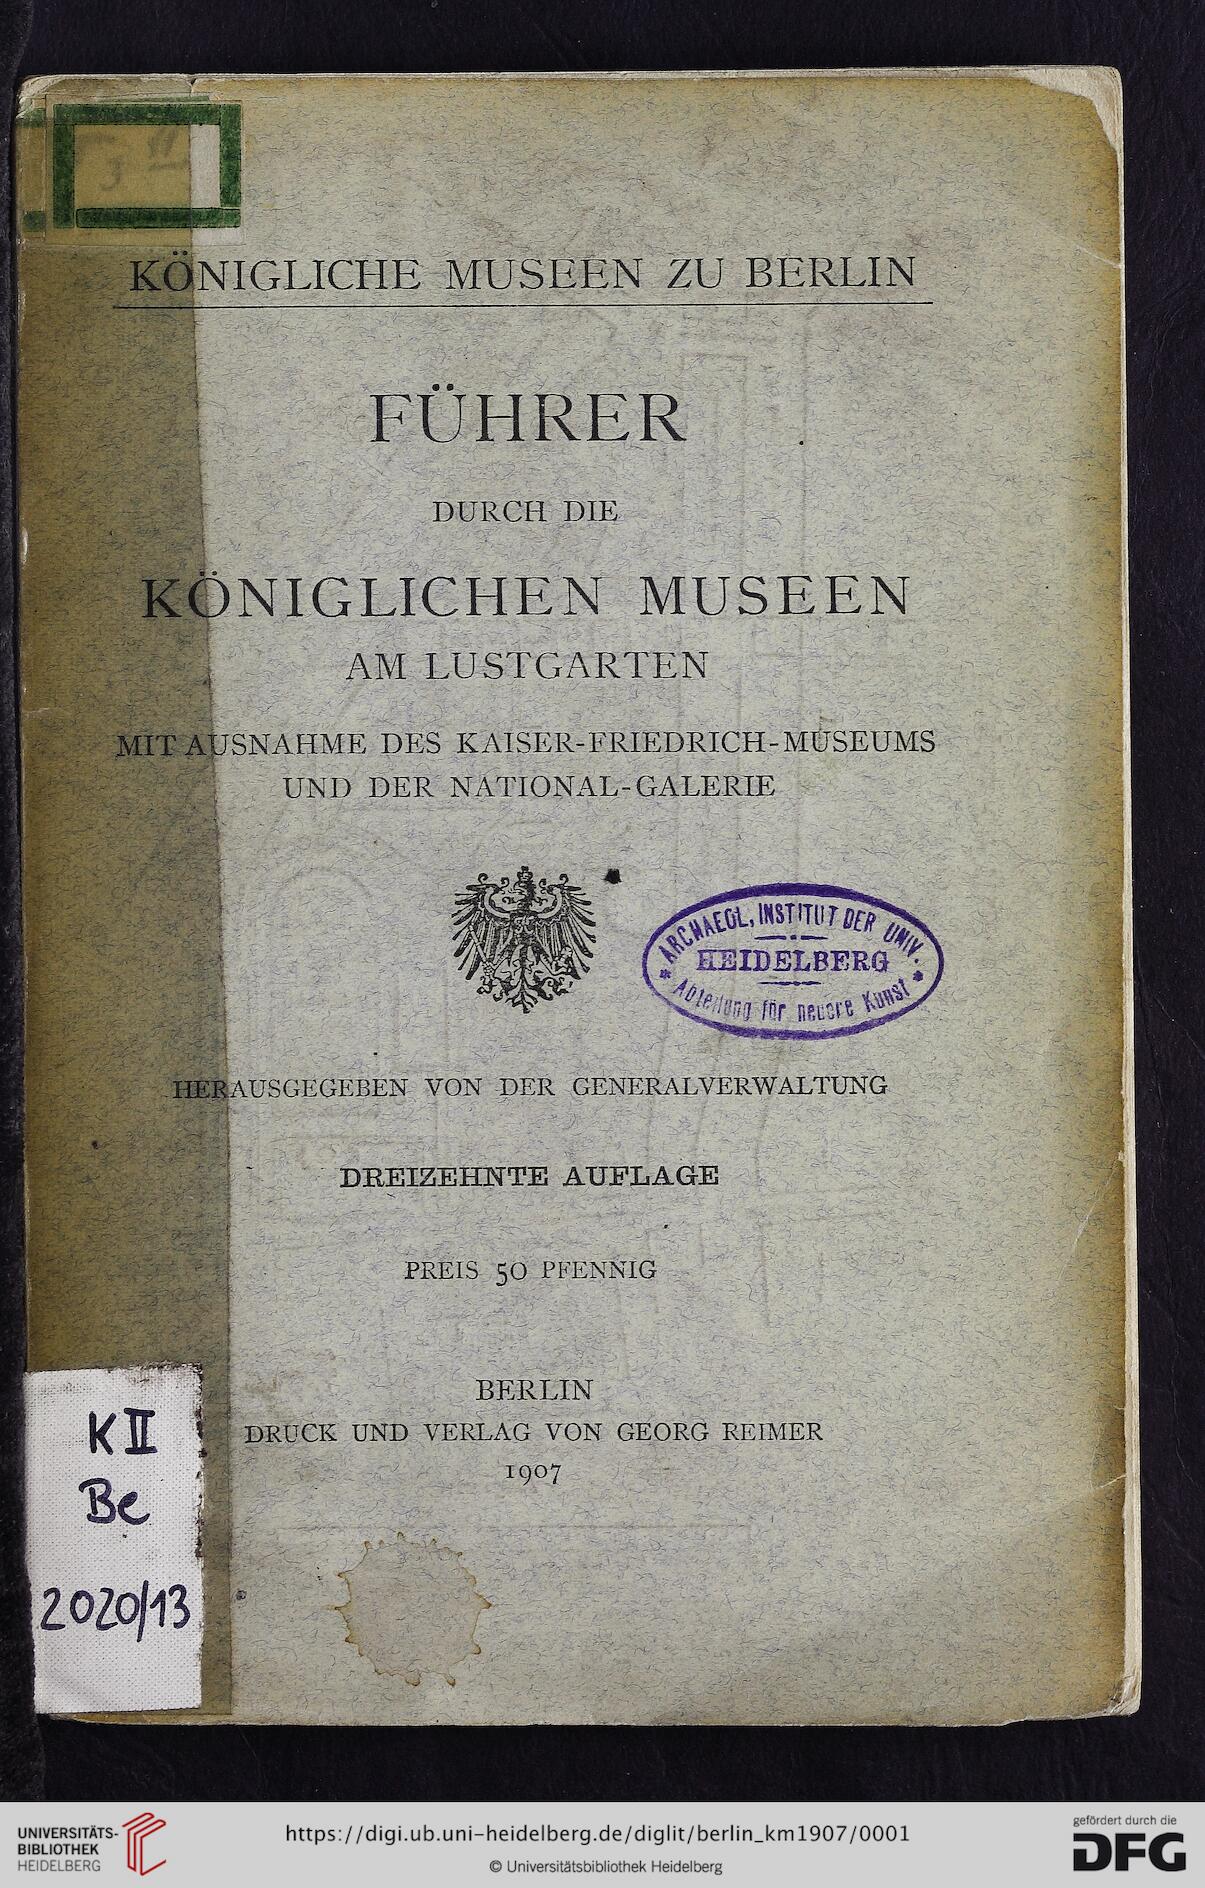 KÖNIGLICHE MUSEEN ZU BERLIN
FÜHRER
DURCH DIE
KÖNIGLICHEN MUSEEN
AM LUSTGARTEN
MIT AUSNAHME DES KAISER-FRIEDRICH-MUSEUMS
UND DER NATIONAL-GALERIE
ARCHAEOL. INSTITUT DER UNIV.
HEIDELBERG
Abteilung für neuere Kunst
HERAUSGEGEBEN VON DER GENERALVERWALTUNG
DREIZEHNTE AUFLAGE
PREIS 50 PFENNIG
BERLIN
DRUCK UND VERLAG VON GEORG REIMER
1907
K II
Be
2020/13
UNIVERSITÄTS-
BIBLIOTHEK
HEIDELBERG
https://digi.ub.uni-heidelberg.de/diglit/berlin_km1907/0001
© Universitätsbibliothek Heidelberg
gefördert durch die
DFG